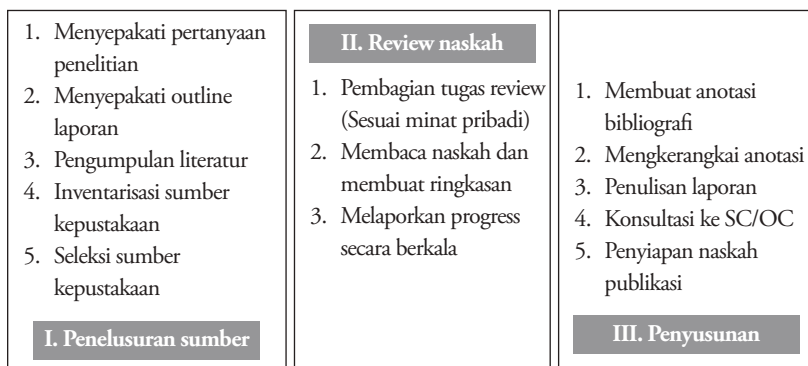 1. Menyepakati pertanyaan
penelitian
2. Menyepakati outline
laporan
3. Pengumpulan literatur
4. Inventarisasi sumber
kepustakaan
5. Seleksi sumber
kepustakaan
I. Penelusuran sumber
II. Review naskah
1. Pembagian tugas review
(Sesuai minat pribadi)
2. Membaca naskah dan
membuat ringkasan
3. Melaporkan progress
secara berkala
1. Membuat anotasi
bibliografi
2. Mengkerangkai anotasi
3. Penulisan laporan
4. Konsultasi ke SC/OC
5. Penyiapan naskah
publikasi
III. Penyusunan